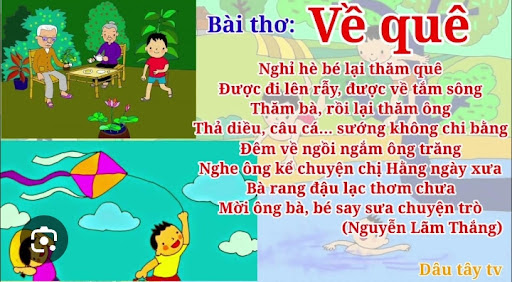 Bài thơ: Về quê
Nghỉ hè bé lại thăm quê
Được đi lên rẫy, được về tắm sông
Thăm bà, rồi lại thăm ông
Thả diều, câu cá... sướng không chi bằng
Đêm về ngồi ngắm ông trăng
Nghe ông kể chuyện chị Hằng ngày xưa
Bà rang đậu lạc thơm chưa
Mời ông bà, bé say sưa chuyện trò
(Nguyễn Lãm Thắng)
Dâu tây tv